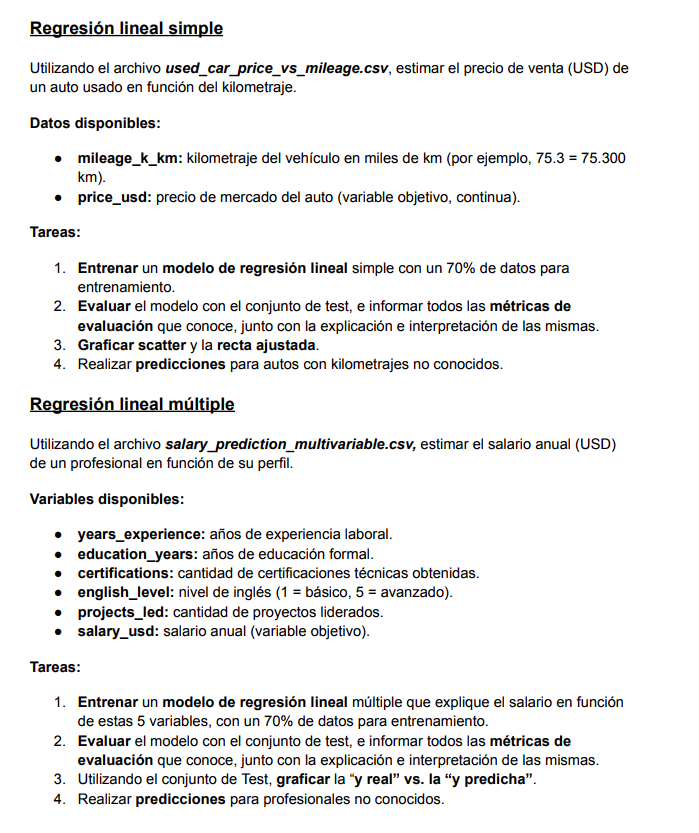 Regresión lineal simple
Utilizando el archivo used_car_price_vs_mileage.csv, estimar el precio de venta (USD) de
un auto usado en función del kilometraje.
Datos disponibles:
● mileage_k_km: kilometraje del vehículo en miles de km (por ejemplo, 75.3 = 75.300
km).
● price_usd: precio de mercado del auto (variable objetivo, continua).
Tareas:
1. Entrenar un modelo de regresión lineal simple con un 70% de datos para
entrenamiento.
2. Evaluar el modelo con el conjunto de test, e informar todos las métricas de
evaluación que conoce, junto con la explicación e interpretación de las mismas.
3. Graficar scatter y la recta ajustada.
4. Realizar predicciones para autos con kilometrajes no conocidos.
Regresión lineal múltiple
Utilizando el archivo salary_prediction_multivariable.csv, estimar el salario anual (USD)
de un profesional en función de su perfil.
Variables disponibles:
● years_experience: años de experiencia laboral.
● education_years: años de educación formal.
● certifications: cantidad de certificaciones técnicas obtenidas.
● english_level: nivel de inglés (1 = básico, 5 = avanzado).
● projects_led: cantidad de proyectos liderados.
● salary_usd: salario anual (variable objetivo).
Tareas:
1. Entrenar un modelo de regresión lineal múltiple que explique el salario en función
de estas 5 variables, con un 70% de datos para entrenamiento.
2. Evaluar el modelo con el conjunto de test, e informar todos las métricas de
evaluación que conoce, junto con la explicación e interpretación de las mismas.
3. Utilizando el conjunto de Test, graficar la “y real” vs. la “y predicha”.
4. Realizar predicciones para profesionales no conocidos.